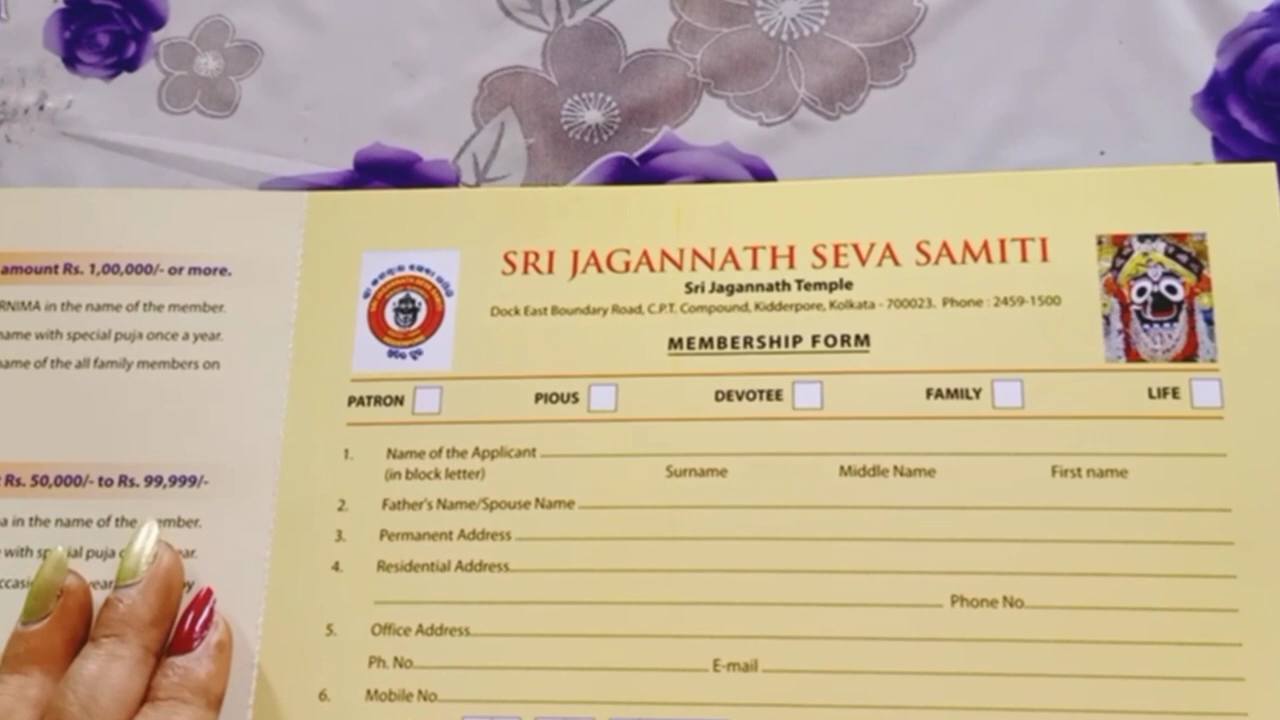 amount Rs. 1,00,000/- or more.
RNIMA in the name of the member.
name with special puja once a year.
name of the all family members on
Rs. 50,000/- to Rs. 99,999/-
a in the name of the member.
with special puja
year
by
SRI JAGANNATH SEVA SAMITI
Sri Jagannath Temple
Dock East Boundary Road, C.P.T. Compound, Kidderpore, Kolkata - 700023. Phone : 2459-1500
MEMBERSHIP FORM
PATRON PIOUS DEVOTEE FAMILY LIFE
1. Name of the Applicant
(in block letter) Surname Middle Name First name
2. Father's Name/Spouse Name
3. Permanent Address
4. Residential Address
Phone No.
5. Office Address
Ph. No. E-mail
6. Mobile No.